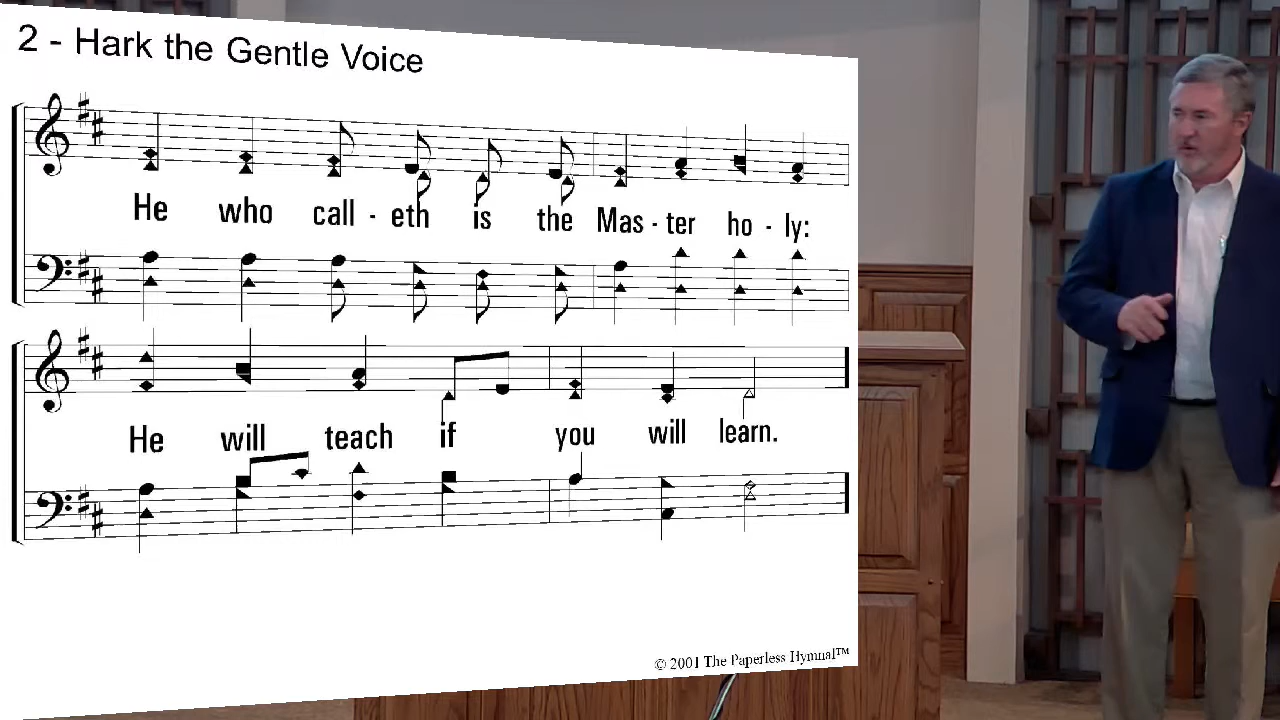 2 - Hark the Gentle Voice
He who call - eth is the Mas - ter ho - ly:
He will teach if you will learn.
© 2001 The Paperless Hymnal™